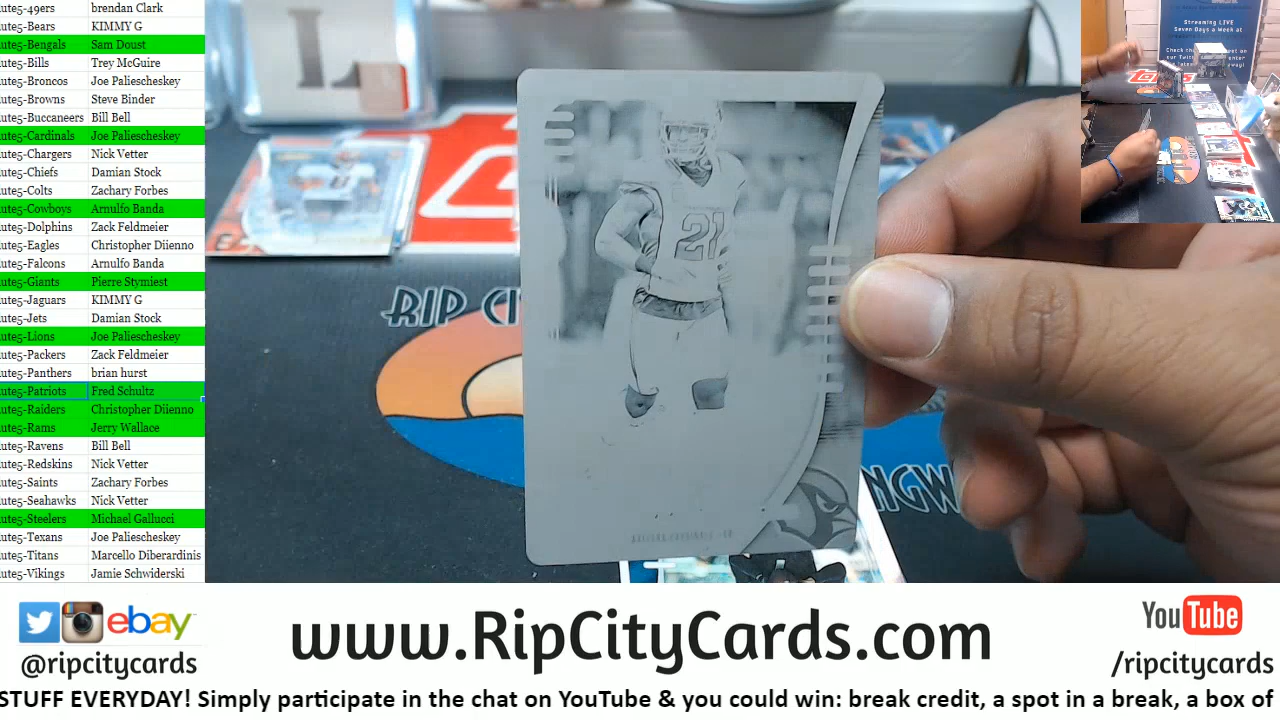 ute5-49ers brendan Clark
ute5-Bears KIMMY G
ute5-Bengals Sam Doust
ute5-Bills Trey McGuire
ute5-Broncos Joe Paliescheskey
ute5-Browns Steve Binder
ute5-Buccaneers Bill Bell
ute5-Cardinals Joe Paliescheskey
ute5-Chargers Nick Vetter
ute5-Chiefs Damian Stock
ute5-Colts Zachary Forbes
ute5-Cowboys Arnulfo Banda
ute5-Dolphins Zack Feldmeier
ute5-Eagles Christopher Diienno
ute5-Falcons Arnulfo Banda
ute5-Giants Pierre Stymiest
ute5-Jaguars KIMMY G
ute5-Jets Damian Stock
ute5-Lions Joe Paliescheskey
ute5-Packers Zack Feldmeier
ute5-Panthers brian hurst
ute5-Patriots Fred Schultz
ute5-Raiders Christopher Diienno
ute5-Rams Jerry Wallace
ute5-Ravens Bill Bell
ute5-Redskins Nick Vetter
ute5-Saints Zachary Forbes
ute5-Seahawks Nick Vetter
ute5-Steelers Michael Gallucci
ute5-Texans Joe Paliescheskey
ute5-Titans Marcello Diberardinis
ute5-Vikings Jamie Schwiderski
Streaming LIVE
Seven Days a Week at
21
RIP CI
NGW
ebay
@ripcitycards
www.RipCityCards.com
YouTube
/ripcitycards
STUFF EVERYDAY! Simply participate in the chat on YouTube & you could win: break credit, a spot in a break, a box of